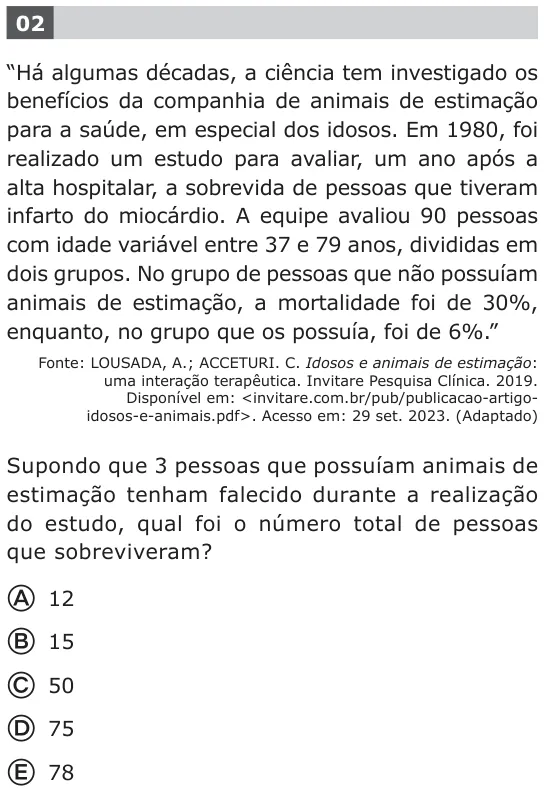 02
“Há algumas décadas, a ciência tem investigado os
benefícios da companhia de animais de estimação
para a saúde, em especial dos idosos. Em 1980, foi
realizado um estudo para avaliar, um ano após a
alta hospitalar, a sobrevida de pessoas que tiveram
infarto do miocárdio. A equipe avaliou 90 pessoas
com idade variável entre 37 e 79 anos, divididas em
dois grupos. No grupo de pessoas que não possuíam
animais de estimação, a mortalidade foi de 30%,
enquanto, no grupo que os possuía, foi de 6%.”
Fonte: LOUSADA, A.; ACCETURI. C. Idosos e animais de estimação:
uma interação terapêutica. Invitare Pesquisa Clínica. 2019.
Disponível em: <invitare.com.br/pub/publicacao-artigo-
idosos-e-animais.pdf>. Acesso em: 29 set. 2023. (Adaptado)
Supondo que 3 pessoas que possuíam animais de
estimação tenham falecido durante a realização
do estudo, qual foi o número total de pessoas
que sobreviveram?
A 12
B 15
C 50
D 75
E 78